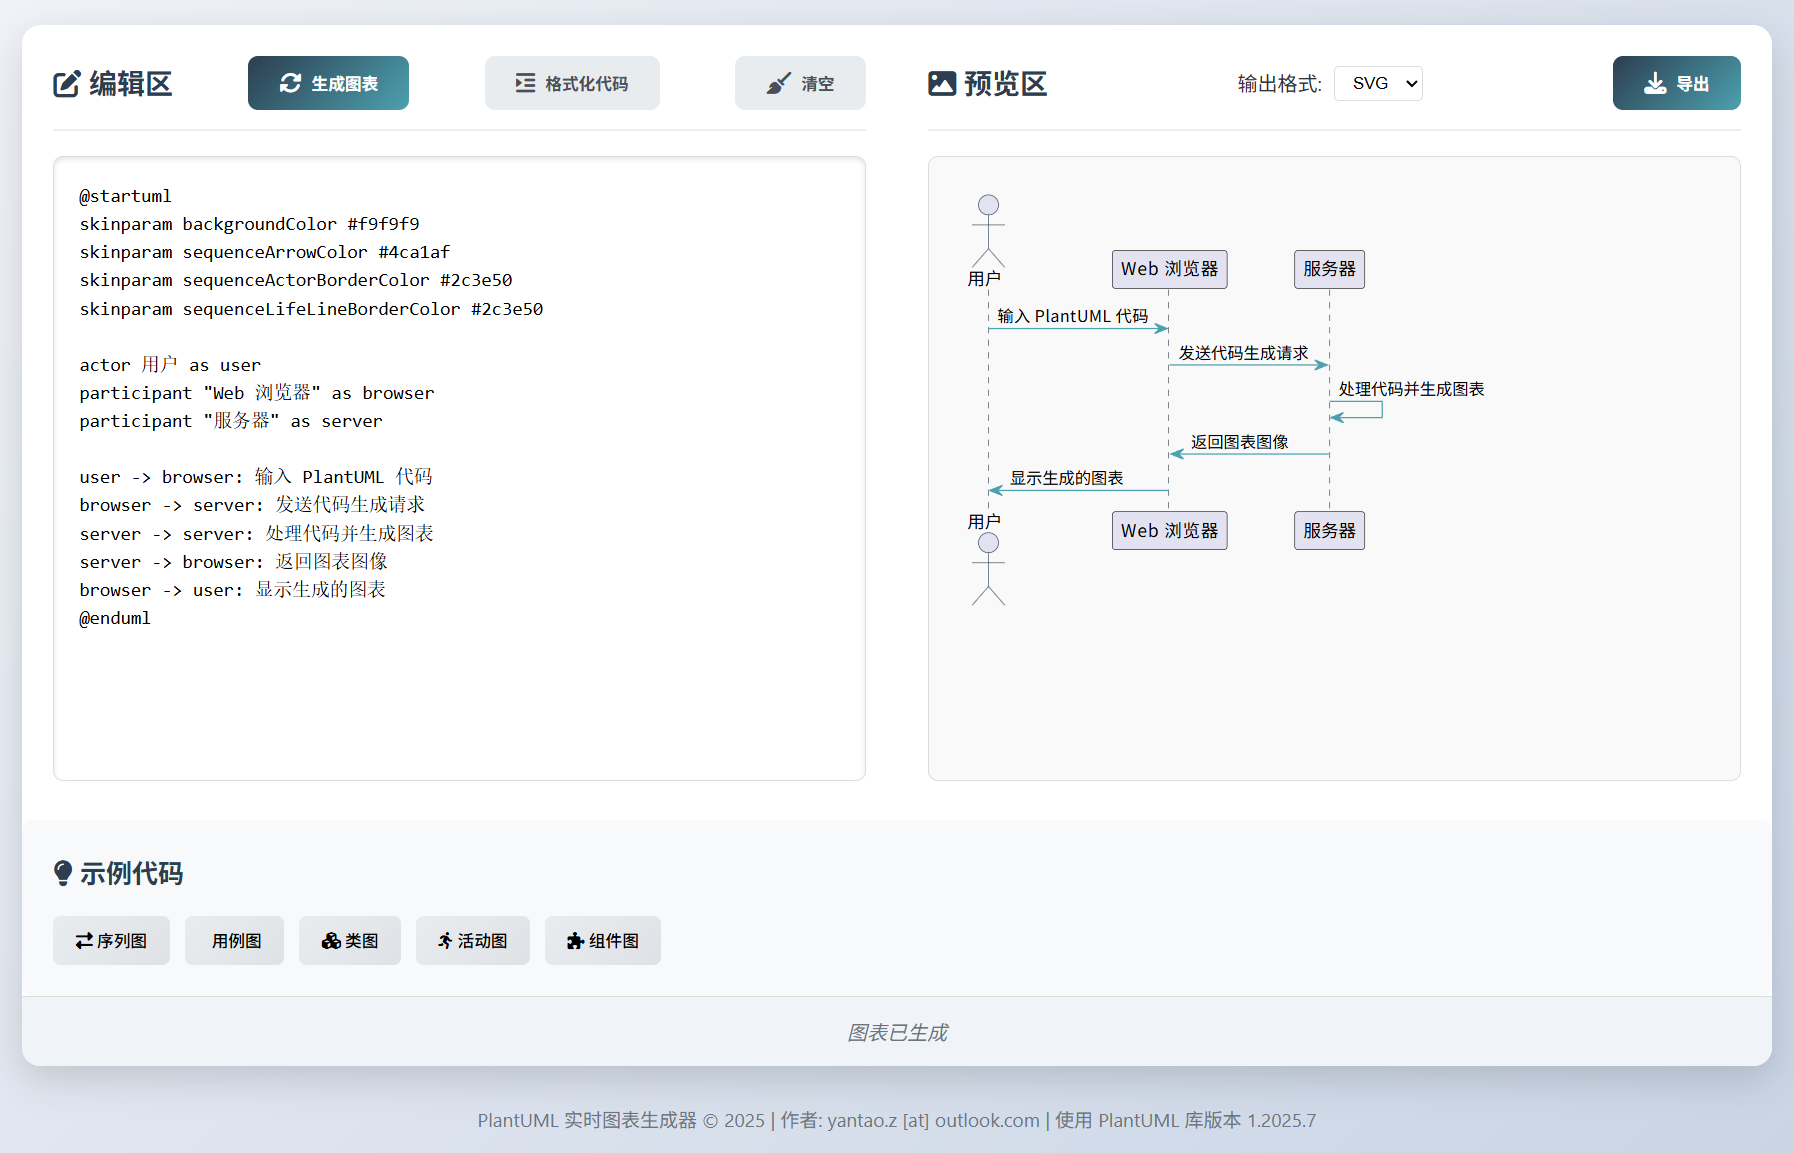 编辑区
生成图表
格式化代码
清空
@startuml
skinparam backgroundColor #f9f9f9
skinparam sequenceArrowColor #4ca1af
skinparam sequenceActorBorderColor #2c3e50
skinparam sequenceLifeLineBorderColor #2c3e50
actor 用户 as user
participant "Web 浏览器" as browser
participant "服务器" as server
user -> browser: 输入 PlantUML 代码
browser -> server: 发送代码生成请求
server -> server: 处理代码并生成图表
server -> browser: 返回图表图像
browser -> user: 显示生成的图表
@enduml
预览区
输出格式:
SVG
导出
用户
Web 浏览器
服务器
输入 PlantUML 代码
发送代码生成请求
处理代码并生成图表
返回图表图像
显示生成的图表
用户
Web 浏览器
服务器
示例代码
序列图
用例图
类图
活动图
组件图
图表已生成
PlantUML 实时图表生成器 © 2025 | 作者: yantao.z [at] outlook.com | 使用 PlantUML 库版本 1.2025.7